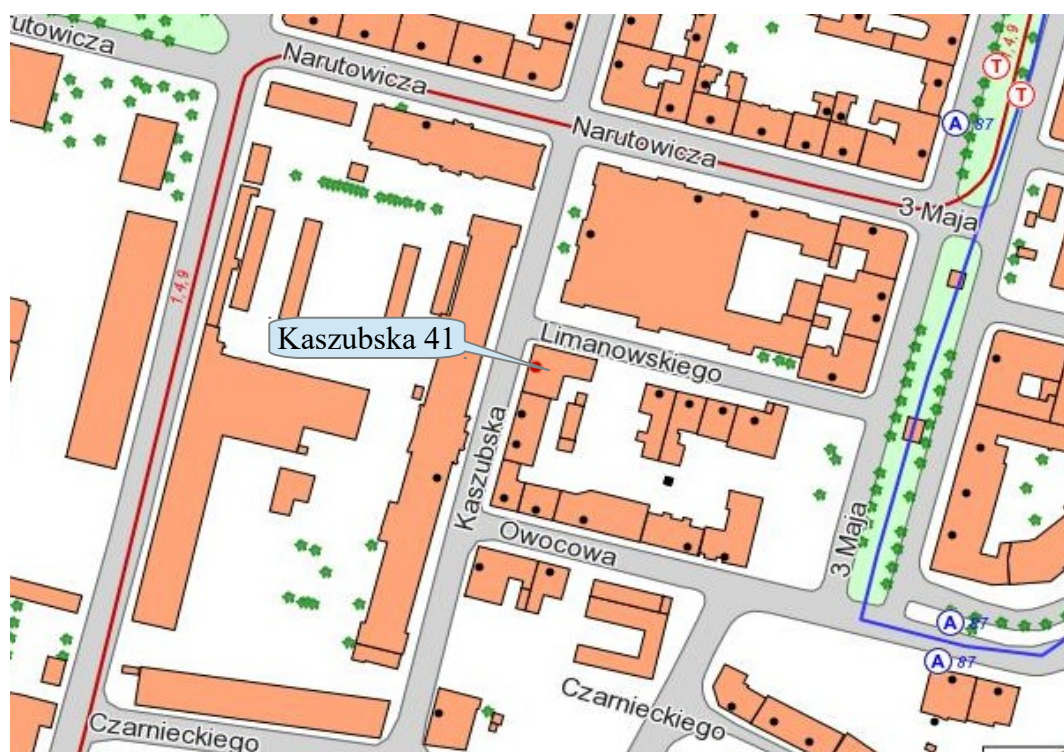 rutowicza
Narutowicza
Narutowicza
3 Maja
T
T
A 87
1,4,9
1,4,9
Kaszubska 41
Limanowskiego
Kaszubska
Owocowa
3 Maja
A 87
A 87
Czarnieckiego
Czarnieckiego